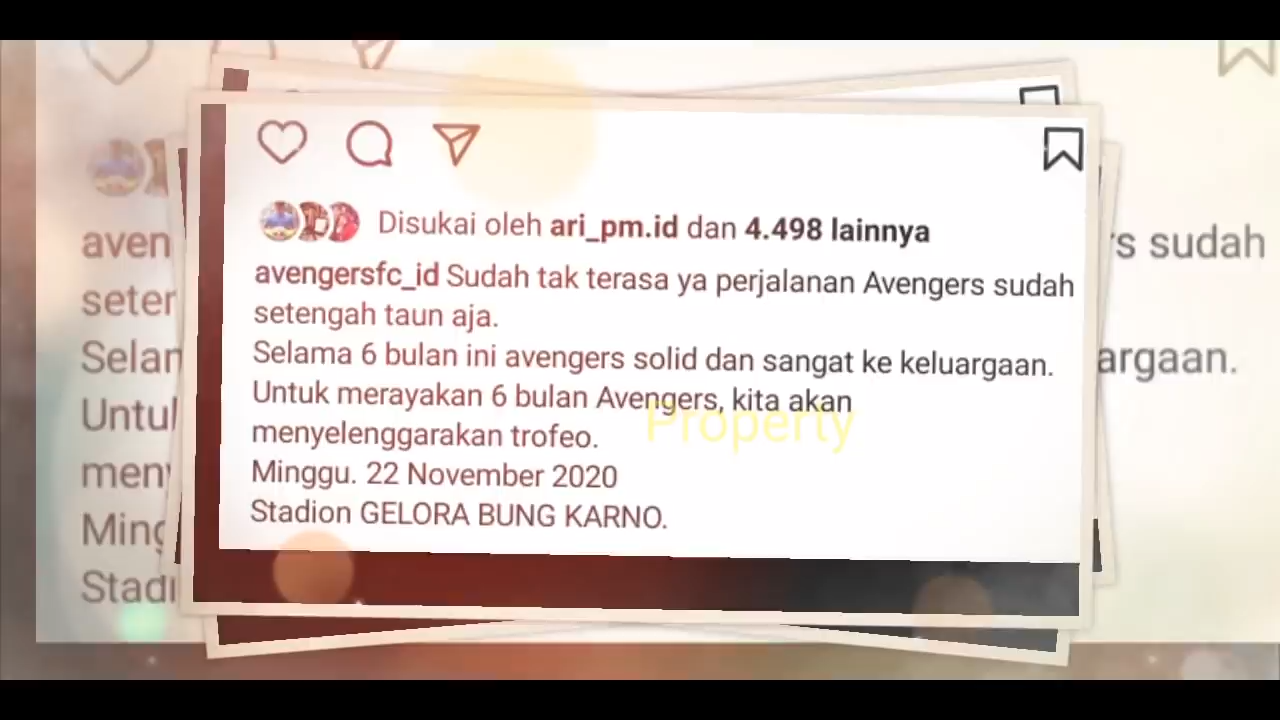 Disukai oleh ari_pm.id dan 4.498 lainnya
avengersfc_id Sudah tak terasa ya perjalanan Avengers sudah
setengah taun aja.
Selama 6 bulan ini avengers solid dan sangat ke keluargaan.
Untuk merayakan 6 bulan Avengers, kita akan
menyelenggarakan trofeo.
Minggu. 22 November 2020
Stadion GELORA BUNG KARNO.
Property